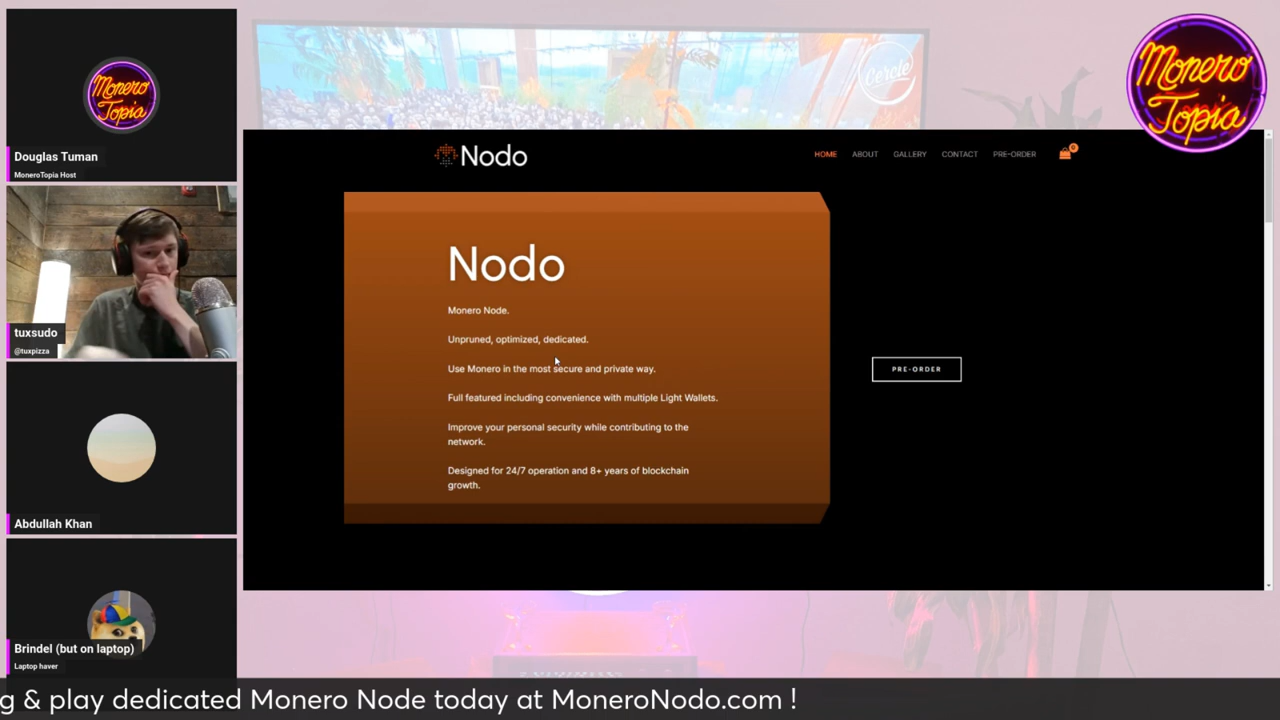 Monero
Topia
Douglas Tuman
MoneroTopia Host
tuxsudo
@tuxpizza
Abdullah Khan
Brindel (but on laptop)
Laptop haver
Cercle
Monero
Topia
Nodo
HOME ABOUT GALLERY CONTACT PRE-ORDER 0
Nodo
Monero Node.
Unpruned, optimized, dedicated.
Use Monero in the most secure and private way.
Full featured including convenience with multiple Light Wallets.
Improve your personal security while contributing to the
network.
Designed for 24/7 operation and 8+ years of blockchain
growth.
PRE-ORDER
g & play dedicated Monero Node today at MoneroNodo.com !